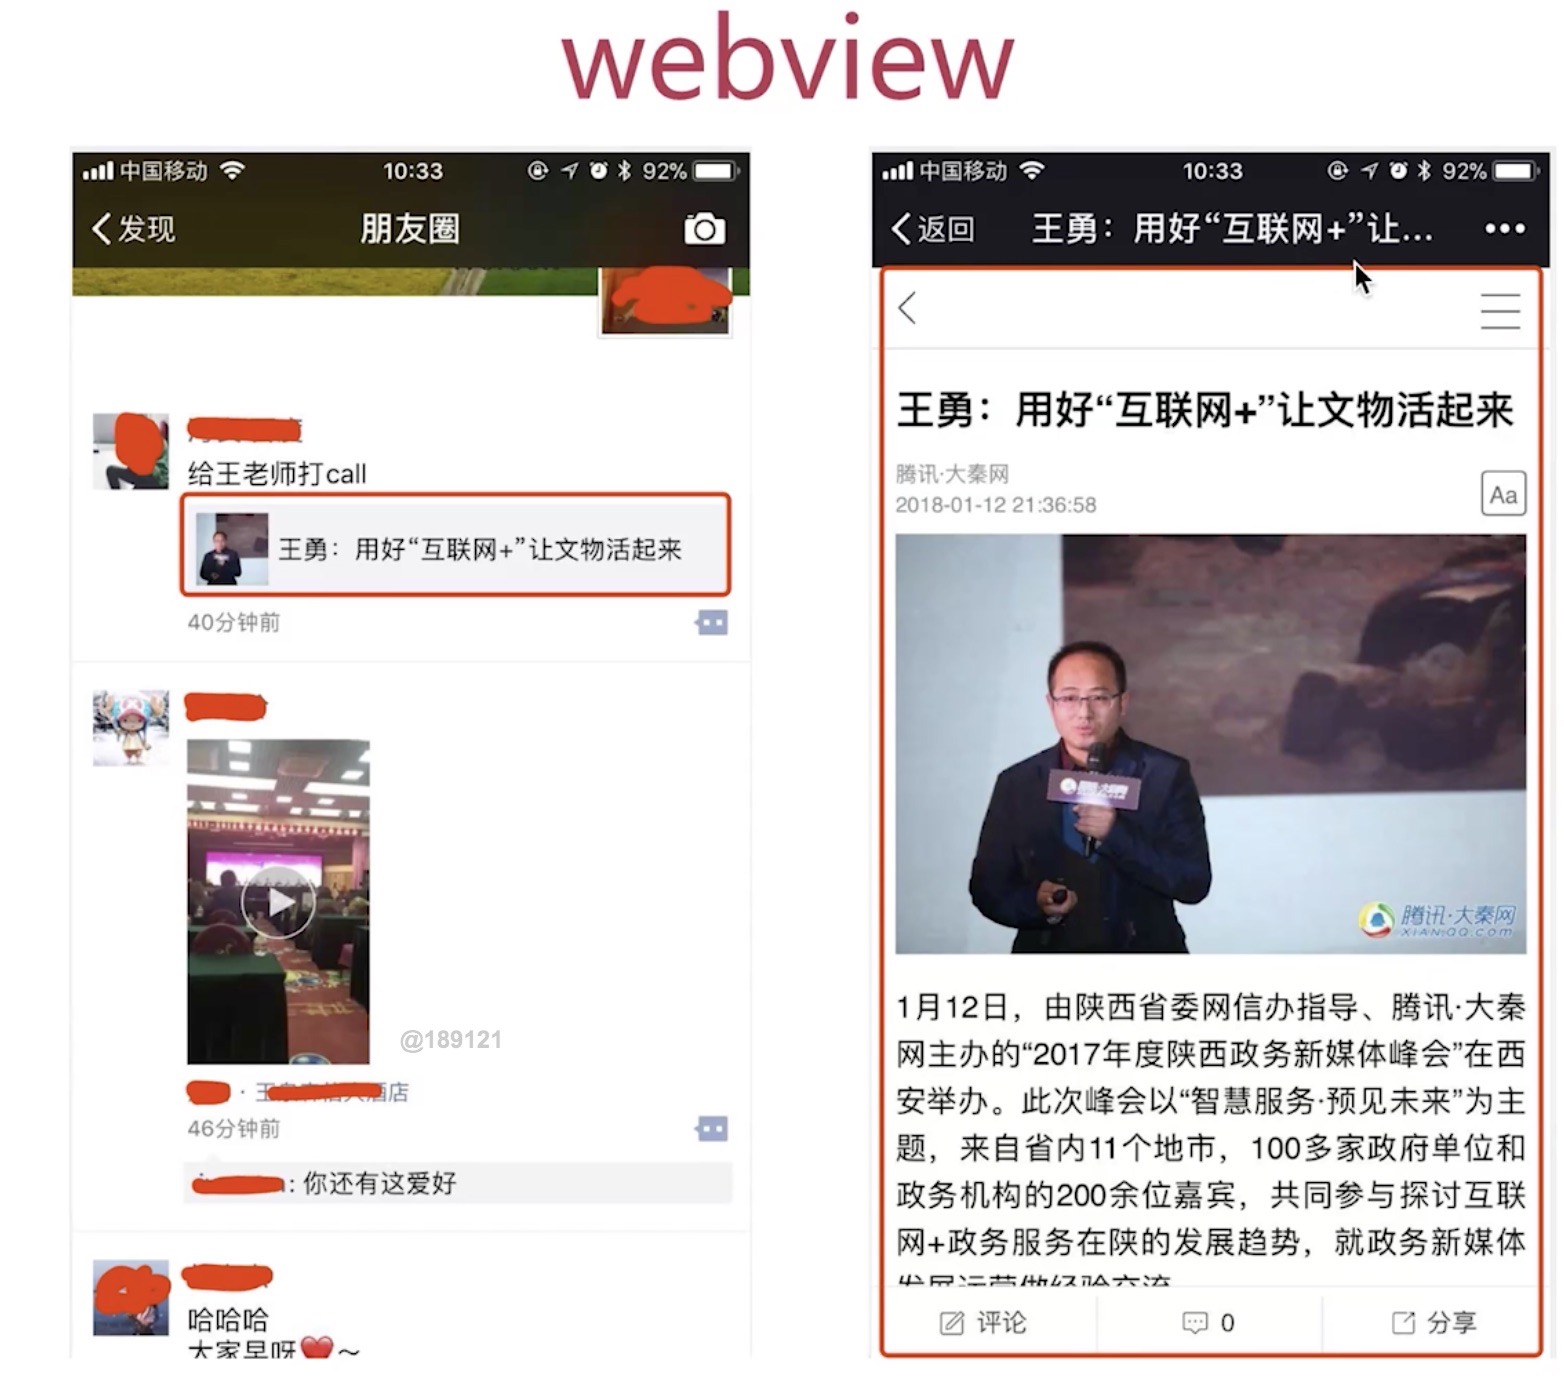 webview
中国移动 10:33 92%
发现 朋友圈
给王老师打call
王勇：用好“互联网+”让文物活起来
40分钟前
@189121
酒店
46分钟前
: 你还有这爱好
哈哈哈
大家早呀❤️～
中国移动 10:33 92%
返回 王勇：用好“互联网+”让...
王勇：用好“互联网+”让文物活起来
腾讯·大秦网
2018-01-12 21:36:58
Aa
腾讯·大秦网
XIAN.QQ.COM
1月12日，由陕西省委网信办指导、腾讯·大秦
网主办的“2017年度陕西政务新媒体峰会”在西
安举办。此次峰会以“智慧服务·预见未来”为主
题，来自省内11个地市，100多家政府单位和
政务机构的200余位嘉宾，共同参与探讨互联
网+政务服务在陕的发展趋势，就政务新媒体
发展运营做经验交流
评论 0 分享